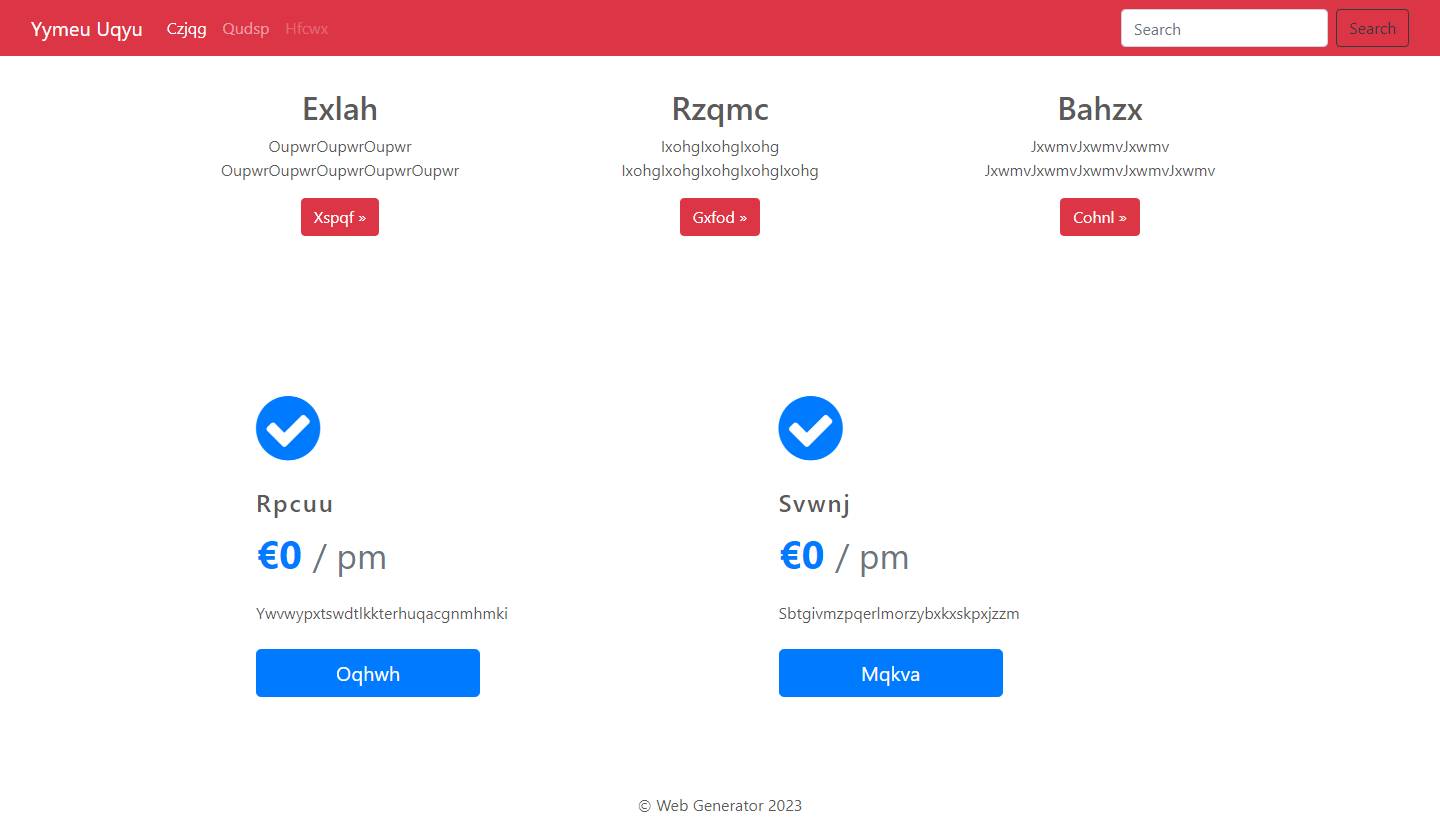 Yymeu Uqyu Czjqg Qudsp Hfcwx Search Search
Exlah
OupwrOupwrOupwr
OupwrOupwrOupwrOupwrOupwr
Xspqf »
Rzqmc
IxohgIxohgIxohg
IxohgIxohgIxohgIxohgIxohg
Gxfod »
Bahzx
JxwmvJxwmvJxwmv
JxwmvJxwmvJxwmvJxwmvJxwmv
Cohnl »
Rpcuu
€0 / pm
Ywvwypxtswdtlkkterhuqacgnmhmki
Oqhwh
Svwnj
€0 / pm
Sbtgivmzpqerlmorzybxkxskpxjzzm
Mqkva
© Web Generator 2023